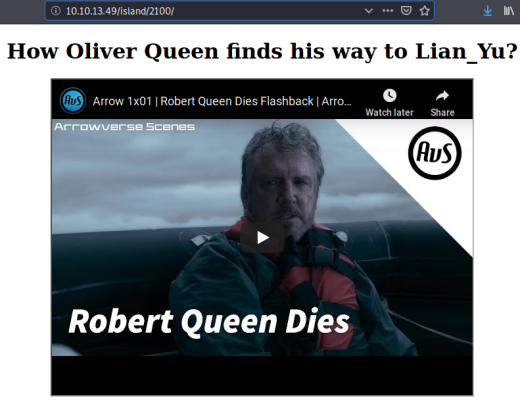 10.10.13.49/island/2100/
How Oliver Queen finds his way to Lian_Yu?
AvS
Arrow 1x01 | Robert Queen Dies Flashback | Arro...
Watch later
Share
Arrowverse Scenes
AvS
Robert Queen Dies